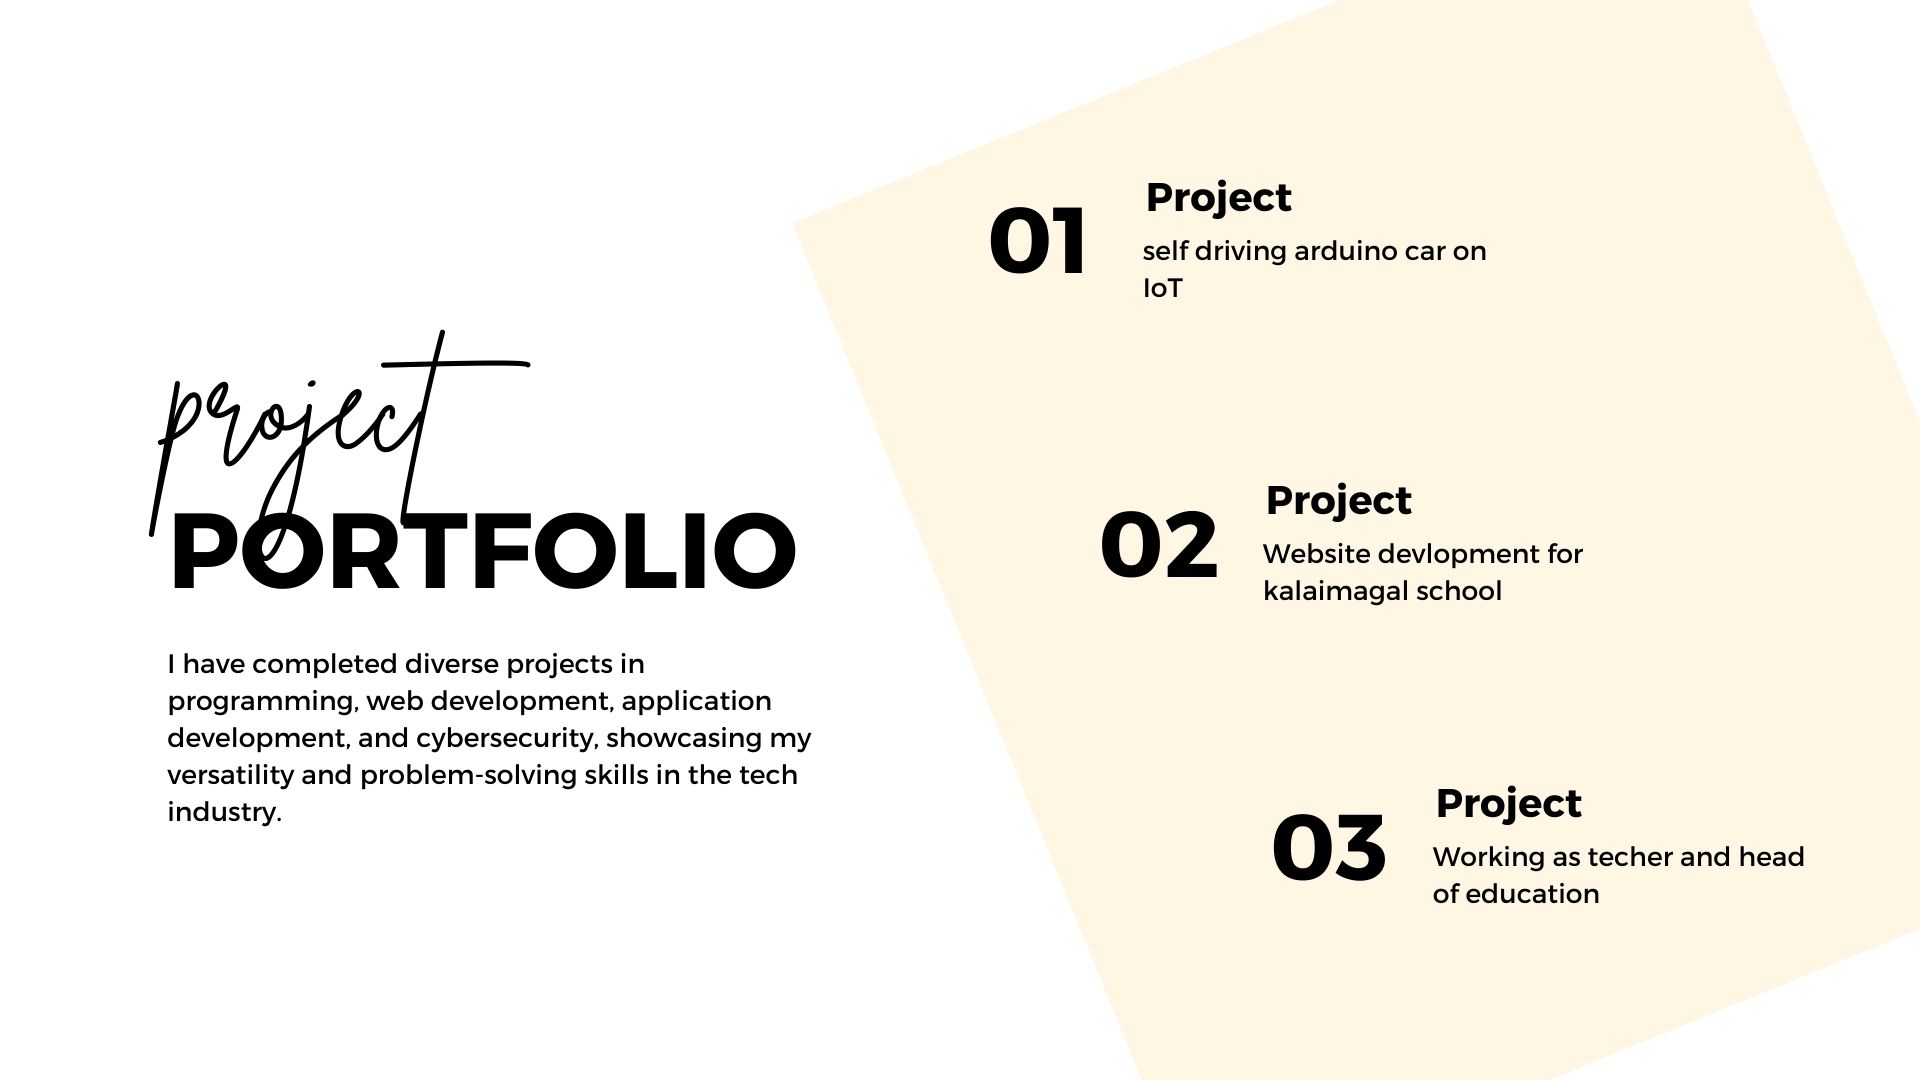 project
PORTFOLIO
I have completed diverse projects in
programming, web development, application
development, and cybersecurity, showcasing my
versatility and problem-solving skills in the tech
industry.
01
Project
self driving arduino car on
IoT
02
Project
Website devlopment for
kalaimagal school
03
Project
Working as techer and head
of education